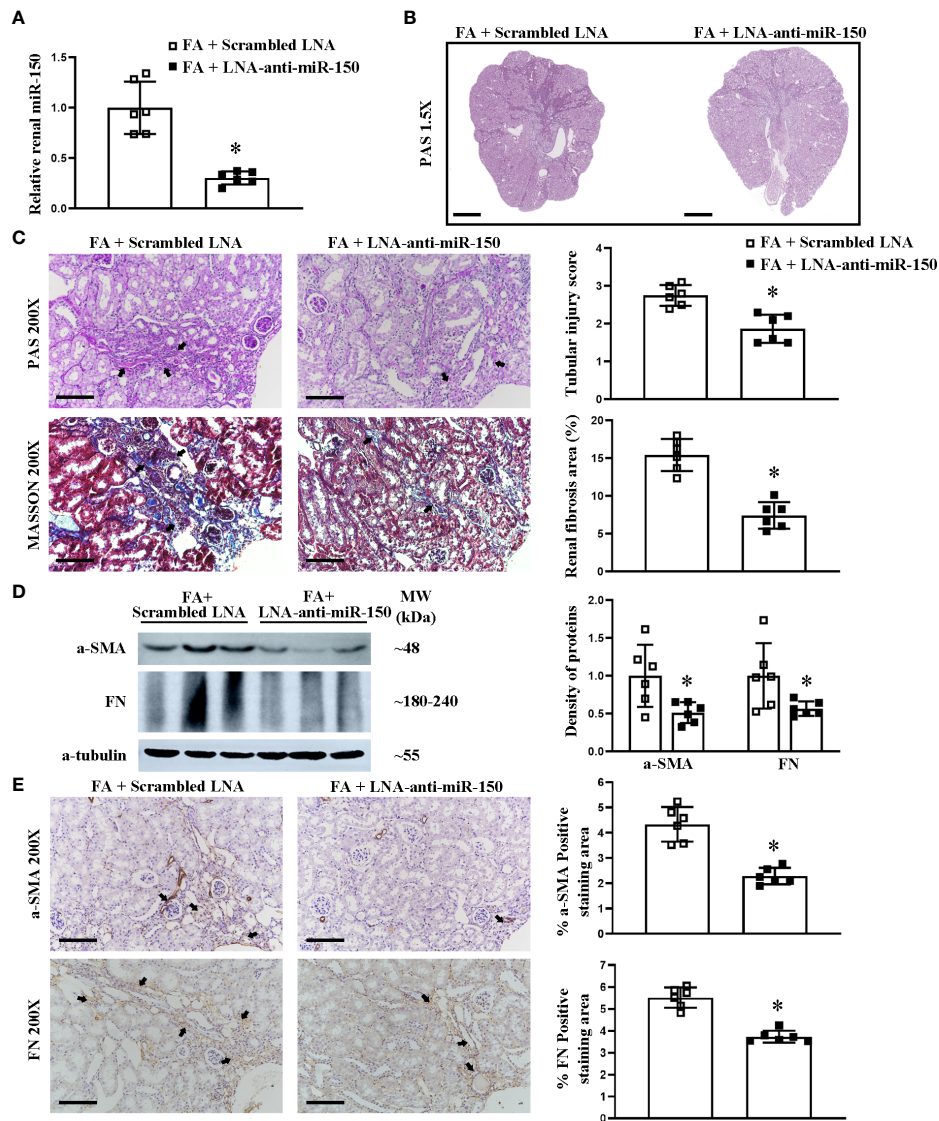 A
FA + Scrambled LNA
FA + LNA-anti-miR-150
Relative renal miR-150
1.5
1.0
0.5
0.0
*
B
FA + Scrambled LNA
FA + LNA-anti-miR-150
PAS 1.5X
C
FA + Scrambled LNA
FA + LNA-anti-miR-150
PAS 200X
MASSON 200X
FA + Scrambled LNA
FA + LNA-anti-miR-150
Tubular injury score
4
3
2
1
0
*
Renal fibrosis area (%)
20
15
10
5
0
*
D
FA+
Scrambled LNA
FA+
LNA-anti-miR-150
MW
(kDa)
a-SMA
~48
FN
~180-240
a-tubulin
~55
Density of proteins
2.0
1.5
1.0
0.5
0.0
*
*
a-SMA
FN
E
FA + Scrambled LNA
FA + LNA-anti-miR-150
a-SMA 200X
FN 200X
% a-SMA Positive
staining area
6
5
4
3
2
1
0
*
% FN Positive
staining area
7
6
5
4
3
2
1
0
*